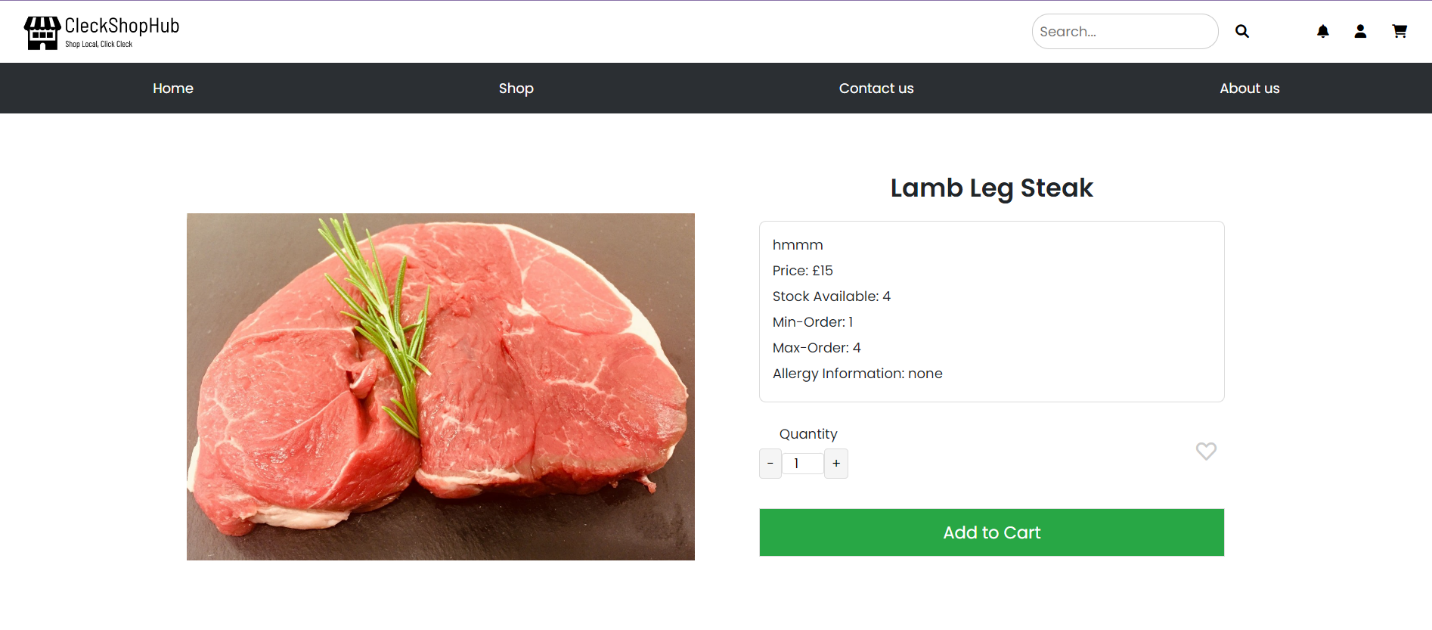 CleckShopHub
Shop Local, Click Cleck
Search...
Home Shop Contact us About us
Lamb Leg Steak
hmmm
Price: £15
Stock Available: 4
Min-Order: 1
Max-Order: 4
Allergy Information: none
Quantity
- 1 +
Add to Cart